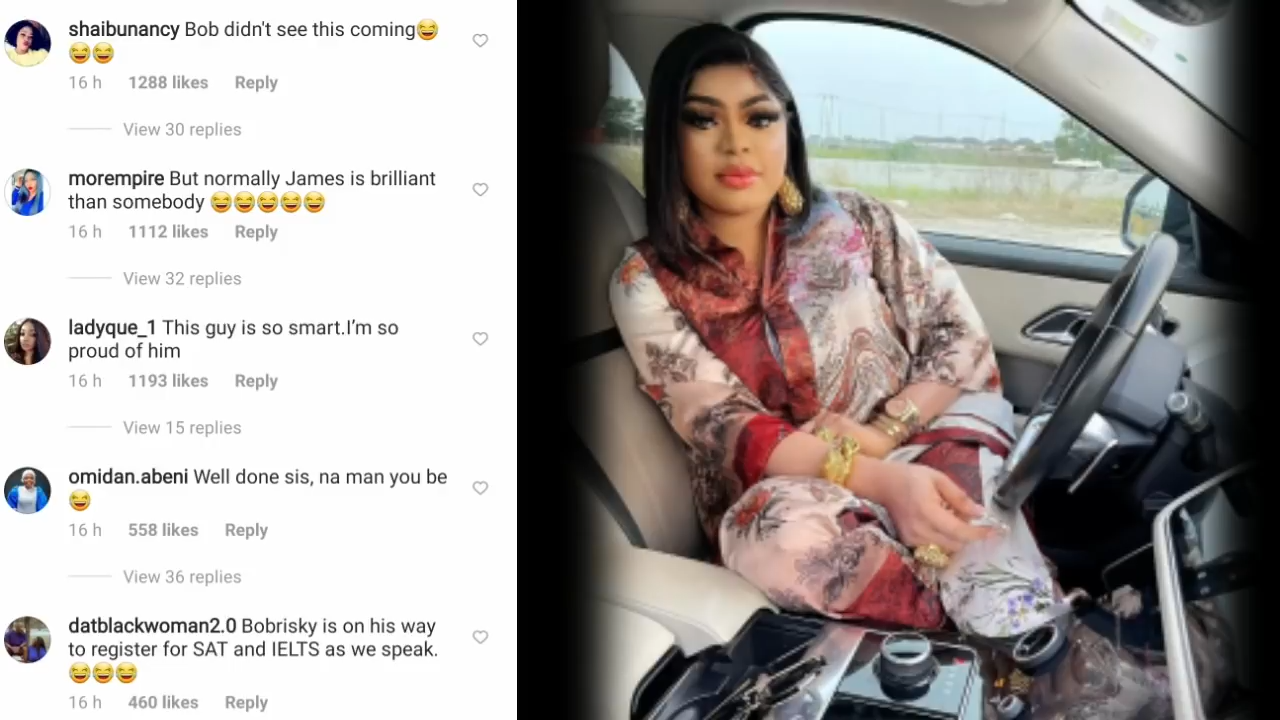 shaibunancy Bob didn't see this coming😂
😂😂
16 h 1288 likes Reply
View 30 replies
morempire But normally James is brilliant
than somebody 😂😂😂😂😂
16 h 1112 likes Reply
View 32 replies
ladyque_1 This guy is so smart.I’m so
proud of him
16 h 1193 likes Reply
View 15 replies
omidan.abeni Well done sis, na man you be
😂
16 h 558 likes Reply
View 36 replies
datblackwoman2.0 Bobrisky is on his way
to register for SAT and IELTS as we speak.
😂😂😂
16 h 460 likes Reply